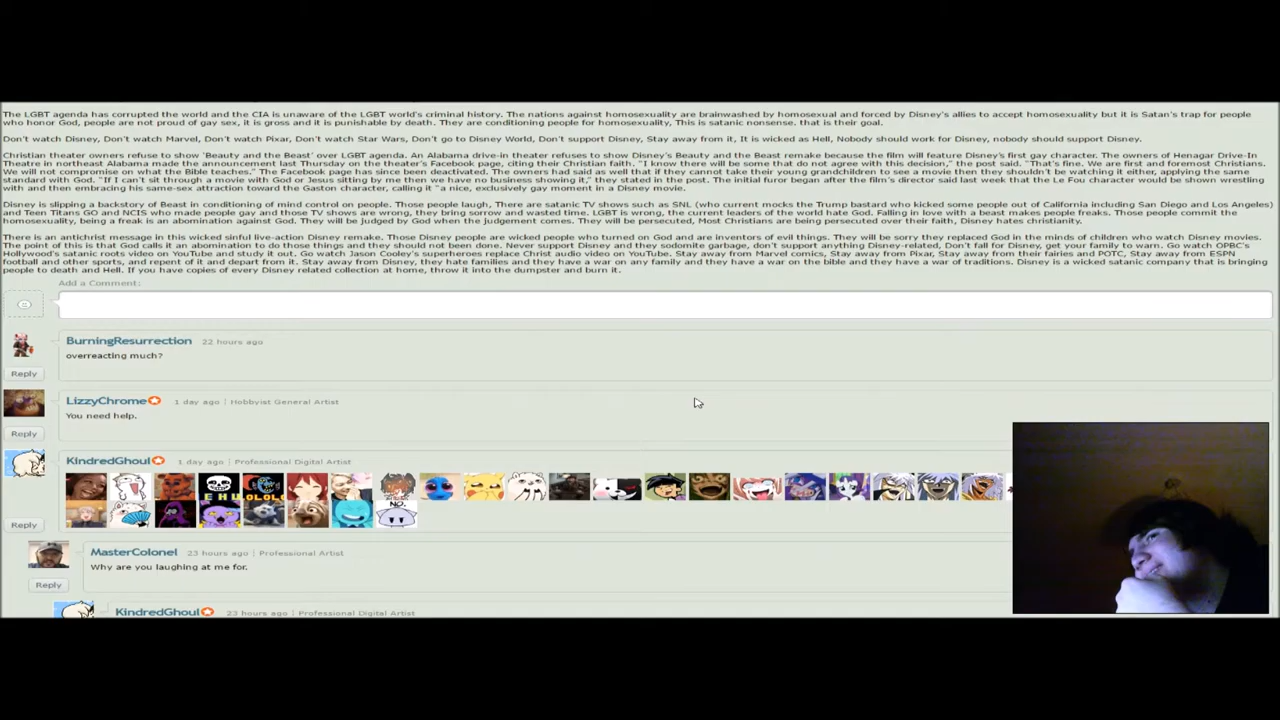 The LGBT agenda has corrupted the world and the CIA is unaware of the LGBT world's criminal history. The nations against homosexuality are brainwashed by homosexual and forced by Disney's allies to accept homosexuality but it is Satan's trap for people
who honor God, people are not proud of gay sex, it is gross and it is punishable by death. They are conditioning people for homosexuality, This is satanic nonsense. that is their goal.
Don't watch Disney, Don't watch Marvel, Don't watch Pixar, Don't watch Star Wars, Don't go to Disney World, Don't support Disney, Stay away from it, It is wicked as Hell, Nobody should work for Disney, nobody should support Disney.
Christian theater owners refuse to show 'Beauty and the Beast' over LGBT agenda. An Alabama drive-in theater refuses to show Disney's Beauty and the Beast remake because the film will feature Disney's first gay character. The owners of Henagar Drive-In
Theatre in northeast Alabama made the announcement last Thursday on the theater's Facebook page, citing their Christian faith. "I know there will be some that do not agree with this decision," the post said. "That's fine. We are first and foremost Christians.
We will not compromise on what the Bible teaches." The Facebook page has since been deactivated. The owners had said as well that if they cannot take their young grandchildren to see a movie then they shouldn't be watching it either, applying the same
standard with God. "If I can't sit through a movie with God or Jesus sitting by me then we have no business showing it," they stated in the post. The initial furor began after the film's director said last week that the Le Fou character would be shown wrestling
with and then embracing his same-sex attraction toward the Gaston character, calling it "a nice, exclusively gay moment in a Disney movie.
Disney is slipping a backstory of Beast in conditioning of mind control on people. Those people laugh, There are satanic TV shows such as SNL (who current mocks the Trump bastard who kicked some people out of California including San Diego and Los Angeles)
and Teen Titans GO and NCIS who made people gay and those TV shows are wrong, they bring sorrow and wasted time. LGBT is wrong, the current leaders of the world hate God. Falling in love with a beast makes people freaks. Those people commit the
homosexuality, being a freak is an abomination against God. They will be judged by God when the judgement comes. They will be persecuted, Most Christians are being persecuted over their faith, Disney hates christianity.
There is an antichrist message in this wicked sinful live-action Disney remake. Those Disney people are wicked people who turned on God and are inventors of evil things. They will be sorry they replaced God in the minds of children who watch Disney movies.
The point of this is that God calls it an abomination to do those things and they should not been done. Never support Disney and they sodomite garbage, don't support anything Disney-related, Don't fall for Disney, get your family to warn. Go watch OPBC's
Hollywood's satanic roots video on YouTube and study it out. Go watch Jason Cooley's superheroes replace Christ audio video on YouTube. Stay away from Marvel comics, Stay away from Pixar, Stay away from their fairies and POTC, Stay away from ESPN
football and other sports, and repent of it and depart from it. Stay away from Disney, they hate families and they have a war on any family and they have a war on the bible and they have a war of traditions. Disney is a wicked satanic company that is bringing
people to death and Hell. If you have copies of every Disney related collection at home, throw it into the dumpster and burn it.
Add a Comment:
BurningResurrection 22 hours ago
overreacting much?
Reply
LizzyChrome 1 day ago | Hobbyist General Artist
You need help.
Reply
KindredGhoul 1 day ago | Professional Digital Artist
EHU
LOLOLOL
NO.
Reply
MasterColonel 23 hours ago | Professional Artist
Why are you laughing at me for.
Reply
KindredGhoul 23 hours ago | Professional Digital Artist